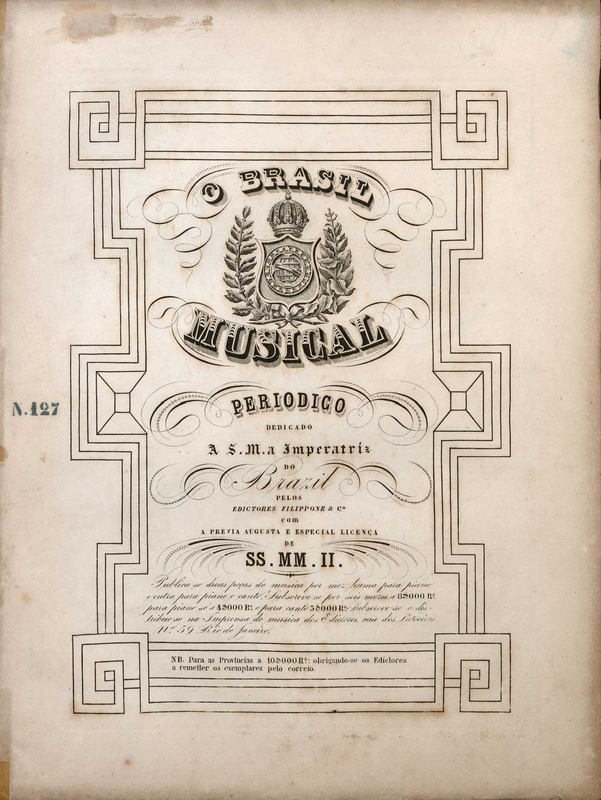 O BRASIL
MUSICAL
N.127
PERIODICO
DEDICADO
A S.M.a Imperatriz
DO
Brazil
PELOS
EDICTORES FILIPPONE & Cª
com
A PREVIA AUGUSTA E ESPECIAL LICENÇA
DE
SS.MM.II.
Publica se duas peças de musica por mez, huma para piano
e outra para piano e canto. Subscreve se por seis mezes a 8$000 Rˢ
para piano se a 4$000 Rˢ e para canto 5$000 Rˢ Subscreve se e dis-
tribue se na Imprensa de musica dos Edictores, rua dos Latoeiros
Nº 59 Rio de Janeiro.
NB. Para as Provincias a 10$000 Rˢ; obrigando-se os Edictores
a remetter os exemplares pelo correio.